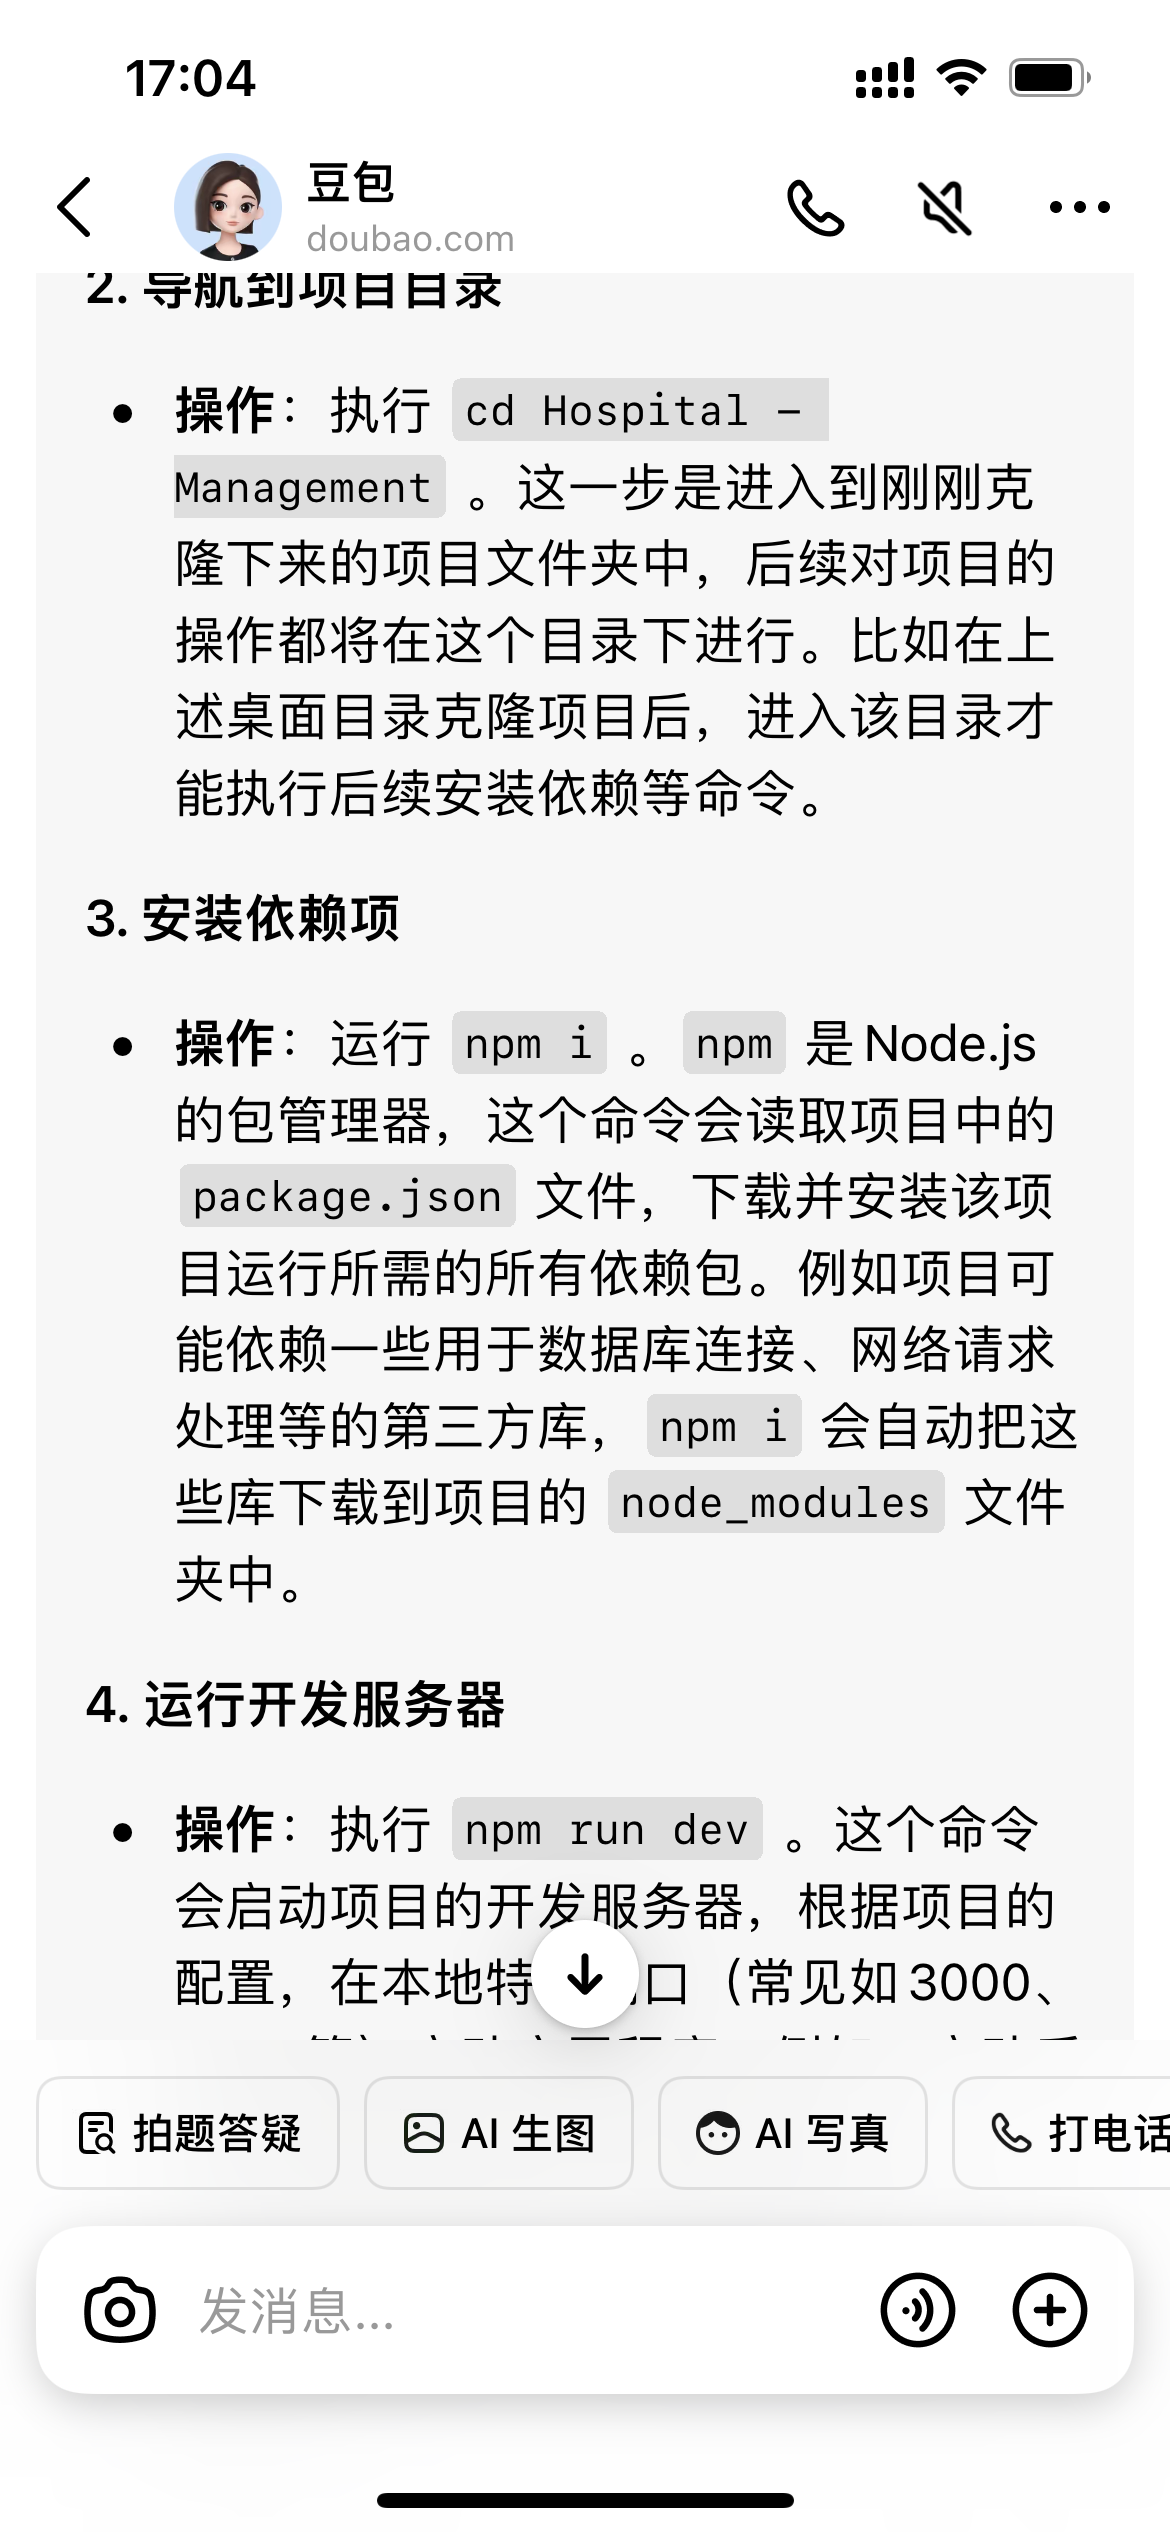 17:04
豆包
doubao.com
2. 导航到项目目录
操作：执行 cd Hospital -
Management 。这一步是进入到刚刚克
隆下来的项目文件夹中，后续对项目的
操作都将在这个目录下进行。比如在上
述桌面目录克隆项目后，进入该目录才
能执行后续安装依赖等命令。
3. 安装依赖项
操作：运行 npm i 。 npm 是 Node.js
的包管理器，这个命令会读取项目中的
package.json 文件，下载并安装该项
目运行所需的所有依赖包。例如项目可
能依赖一些用于数据库连接、网络请求
处理等的第三方库， npm i 会自动把这
些库下载到项目的 node_modules 文件
夹中。
4. 运行开发服务器
操作：执行 npm run dev 。这个命令
会启动项目的开发服务器，根据项目的
配置，在本地特 口（常见如 3000、
拍题答疑
AI 生图
AI 写真
打电话
发消息...